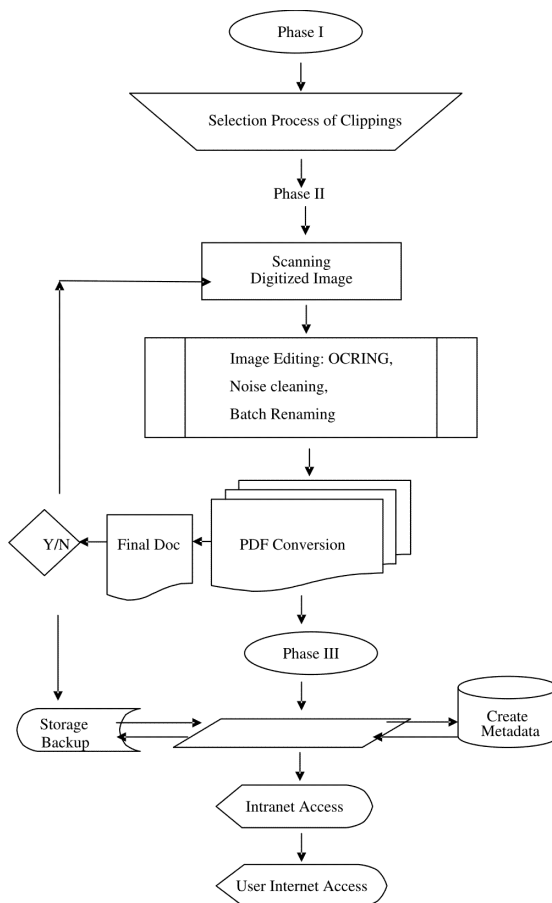 Phase I
Selection Process of Clippings
Phase II
Scanning
Digitized Image
Image Editing: OCRING,
Noise cleaning,
Batch Renaming
Y/N
Final Doc
PDF Conversion
Phase III
Storage
Backup
Create
Metadata
Intranet Access
User Internet Access